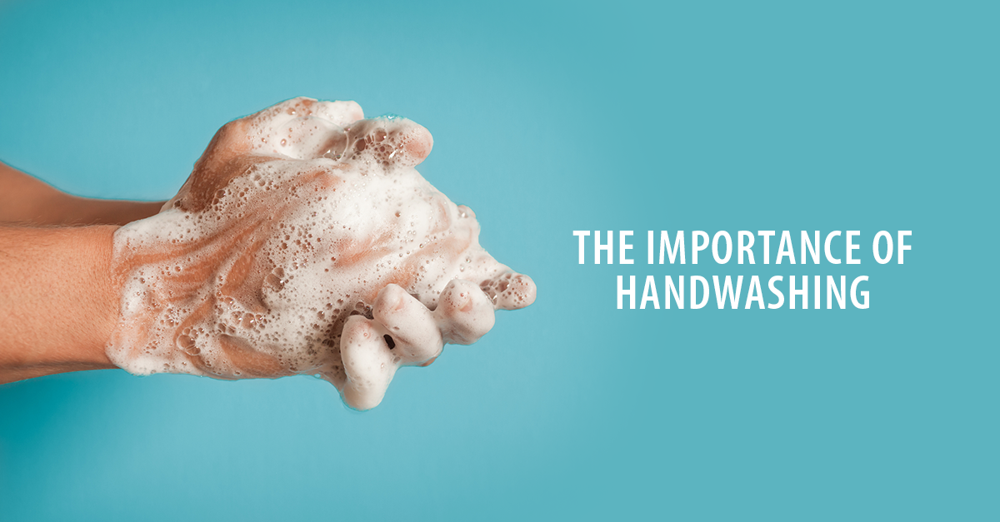 THE IMPORTANCE OF
HANDWASHING